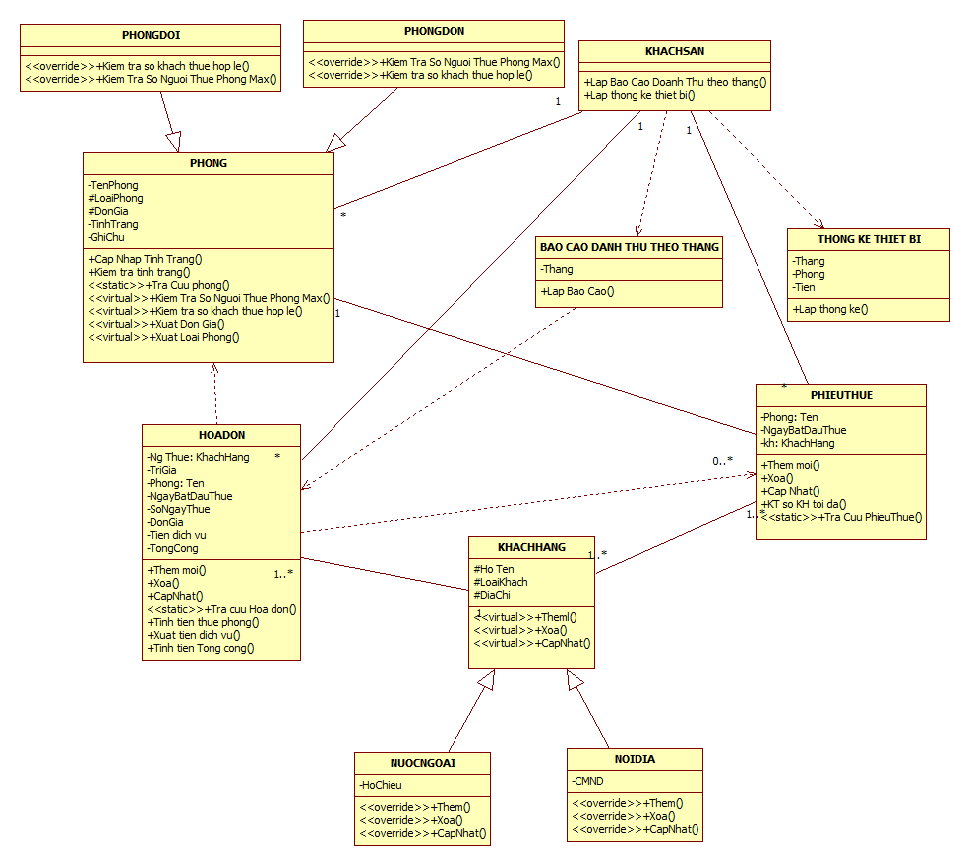 PHONGDOI
<<override>>+Kiem tra so khach thue hop le()
<<override>>+Kiem Tra So Nguoi Thue Phong Max()
PHONGDON
<<override>>+Kiem Tra So Nguoi Thue Phong Max()
<<override>>+Kiem tra so khach thue hop le()
KHACHSAN
+Lap Bao Cao Doanh Thu theo thang()
+Lap thong ke thiet bi()
1
1
1
PHONG
-TenPhong
#LoaiPhong
#DonGia
-TinhTrang
-GhiChu
+Cap Nhap Tinh Trang()
+Kiem tra tinh trang()
<<static>>+Tra Cuu phong()
<<virtual>>+Kiem Tra So Nguoi Thue Phong Max()
<<virtual>>+Kiem tra so khach thue hop le()
<<virtual>>+Xuat Don Gia()
<<virtual>>+Xuat Loai Phong()
*
1
BAO CAO DANH THU THEO THANG
-Thang
+Lap Bao Cao()
THONG KE THIET BI
-Thang
-Phong
-Tien
+Lap thong ke()
*
PHIEUTHUE
-Phong: Ten
-NgayBatDauThue
-kh: KhachHang
+Them moi()
+Xoa()
+Cap Nhat()
+KT so KH toi da()
<<static>>+Tra Cuu PhieuThue()
0..*
1..*
HOADON
-Ng Thue: KhachHang
-TriGia
-Phong: Ten
-NgayBatDauThue
-SoNgayThue
-DonGia
-Tien dich vu
-TongCong
+Them moi()
+Xoa()
+CapNhat()
<<static>>+Tra cuu Hoa don()
+Tinh tien thue phong()
+Xuat tien dich vu()
+Tinh tien Tong cong()
*
1..*
KHACHHANG
#Ho Ten
#LoaiKhach
#DiaChi
<<virtual>>+ThemI()
<<virtual>>+Xoa()
<<virtual>>+CapNhat()
1..*
1
NUOCNGOAI
-HoChieu
<<override>>+Them()
<<override>>+Xoa()
<<override>>+CapNhat()
NOIDIA
-CMND
<<override>>+Them()
<<override>>+Xoa()
<<override>>+CapNhat()